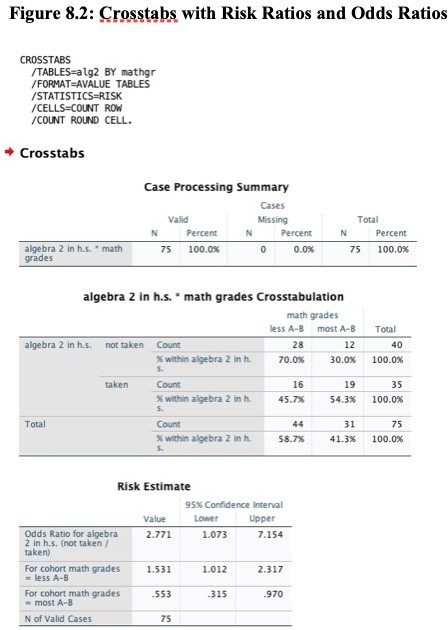 Figure 8.2: Crosstabs with Risk Ratios and Odds Ratios
CROSSTABS
/TABLES=alg2 BY mathgr
/FORMAT=AVALUE TABLES
/STATISTICS=RISK
/CELLS=COUNT ROW
/COUNT ROUND CELL.
Crosstabs
Case Processing Summary
Cases
Valid Missing Total
N Percent N Percent N Percent
algebra 2 in h.s. * math grades 75 100.0% 0 0.0% 75 100.0%
algebra 2 in h.s. * math grades Crosstabulation
math grades
less A-B most A-B Total
algebra 2 in h.s. not taken Count 28 12 40
% within algebra 2 in h.s. 70.0% 30.0% 100.0%
taken Count 16 19 35
% within algebra 2 in h.s. 45.7% 54.3% 100.0%
Total Count 44 31 75
% within algebra 2 in h.s. 58.7% 41.3% 100.0%
Risk Estimate
95% Confidence Interval
Value Lower Upper
Odds Ratio for algebra 2 in h.s. (not taken / taken) 2.771 1.073 7.154
For cohort math grades = less A-B 1.531 1.012 2.317
For cohort math grades = most A-B .553 .315 .970
N of Valid Cases 75